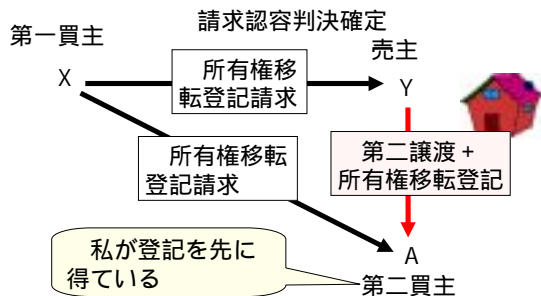 請求認容判決確定
第一買主
売主
X
所有権移
転登記請求
Y
所有権移転
登記請求
第二譲渡+
所有権移転登記
私が登記を先に
得ている
A
第二買主